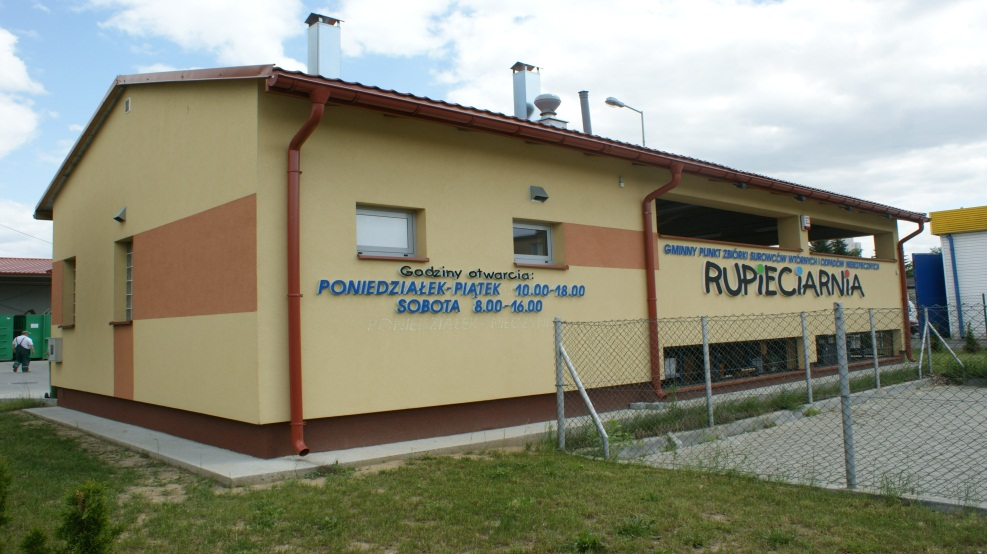 Godziny otwarcia:
PONIEDZIAŁEK-PIĄTEK 10.00-18.00
SOBOTA 8.00-16.00
GMINNY PUNKT ZBIÓRKI SUROWCÓW WTÓRNYCH I ODPADÓW NIEBEZPIECZNYCH
RUPIECIARNIA